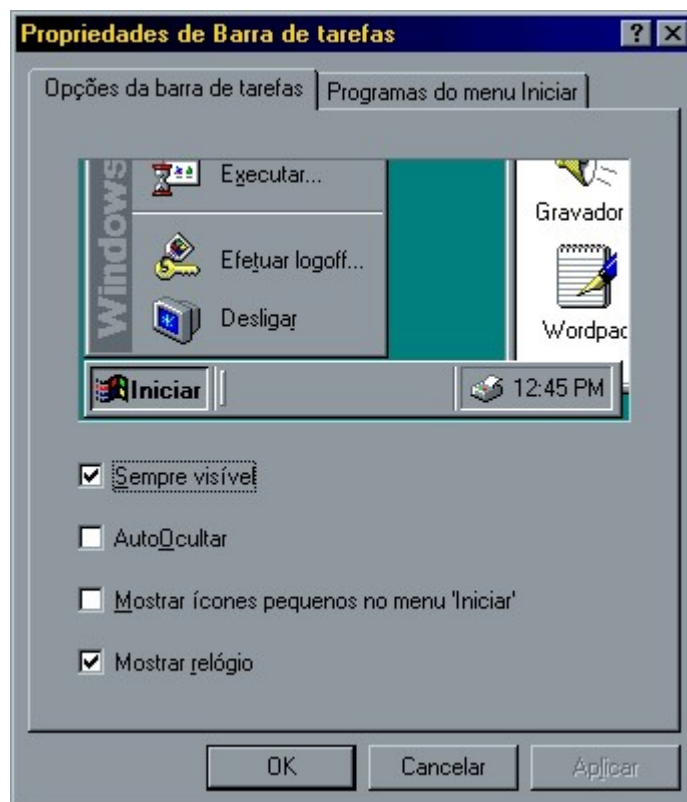 Propriedades de Barra de tarefas
Opções da barra de tarefas
Programas do menu Iniciar
Windows
Executar...
Efetuar logoff...
Desligar
Gravador
Wordpad
Iniciar
12:45 PM
Sempre visível
AutoOcultar
Mostrar ícones pequenos no menu 'Iniciar'
Mostrar relógio
OK
Cancelar
Aplicar